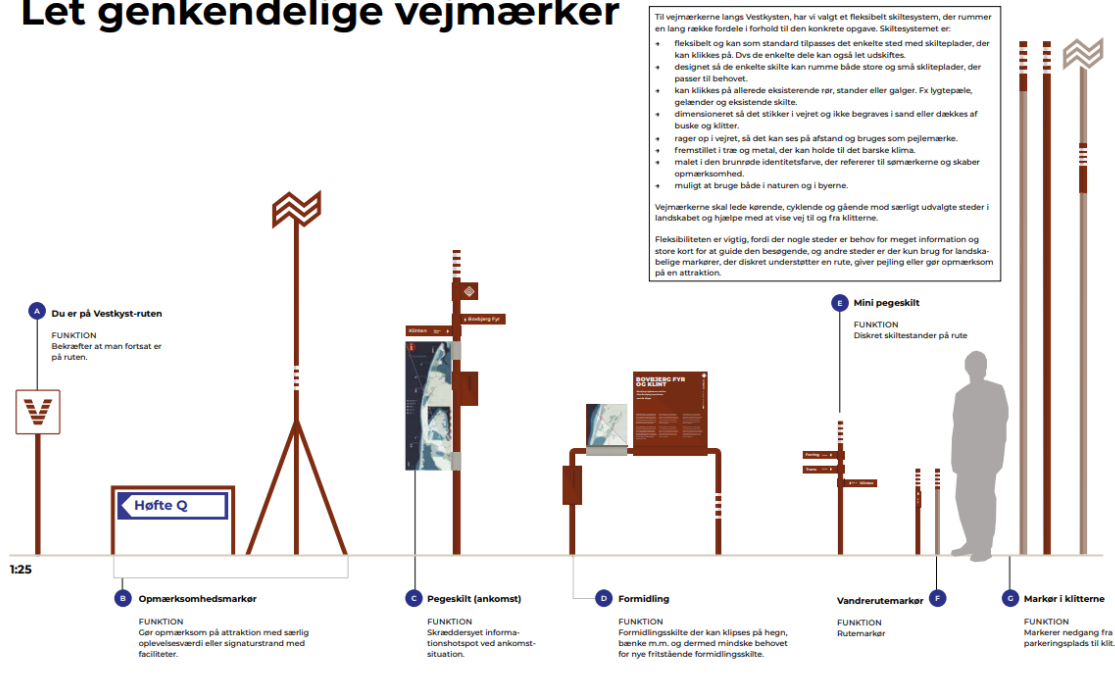 Let genkendelige vejmærker
Til vejmærkerne langs Vestkysten, har vi valgt et fleksibelt skiltesystem, der rummer
en lang række fordele i forhold til den konkrete opgave. Skiltesystemet er:
→ fleksibelt og kan som standard tilpasses det enkelte sted med skilteplader, der
kan klikkes på. Dvs de enkelte dele kan også let udskiftes.
→ designet så de enkelte skilte kan rumme både store og små skliteplader, der
passer til behovet.
→ kan klikkes på allerede eksisterende rør, stander eller galger. Fx lygtepæle,
gelænder og eksistende skilte.
→ dimensioneret så det stikker i vejret og ikke begraves i sand eller dækkes af
buske og klitter.
→ rager op i vejret, så det kan ses på afstand og bruges som pejlemærke.
→ fremstillet i træ og metal, der kan holde til det barske klima.
→ malet i den brunrøde identitetsfarve, der refererer til sømærkerne og skaber
opmærksomhed.
→ muligt at bruge både i naturen og i byerne.
Vejmærkerne skal lede kørende, cyklende og gående mod særligt udvalgte steder i
landskabet og hjælpe med at vise vej til og fra klitterne.
Fleksibiliteten er vigtig, fordi der nogle steder er behov for meget information og
store kort for at guide den besøgende, og andre steder er der kun brug for landska-
belige markører, der diskret understøtter en rute, giver pejling eller gør opmærksom
på en attraktion.
A Du er på Vestkyst-ruten
FUNKTION
Bekræfter at man fortsat er
på ruten.
E Mini pegeskilt
FUNKTION
Diskret skiltestander på rute
V
Høfte Q
Bovbjerg Fyr
Klinten
i
BOVBJERG FYR
OG KLINT
Ferring
Trans
Klinten
1:25
B Opmærksomhedsmarkør
FUNKTION
Gør opmærksom på attraktion med særlig
oplevelsesværdi eller signaturstrand med
faciliteter.
C Pegeskilt (ankomst)
FUNKTION
Skræddersyet informa-
tionshotspot ved ankomst-
situation.
D Formidling
FUNKTION
Formidlingsskilte der kan klipses på hegn,
bænke m.m. og dermed mindske behovet
for nye fritstående formidlingsskilte.
Vandrerutemarkør F
FUNKTION
Rutemarkør
G Markør i klitterne
FUNKTION
Markerer nedgang fra
parkeringsplads til klit.